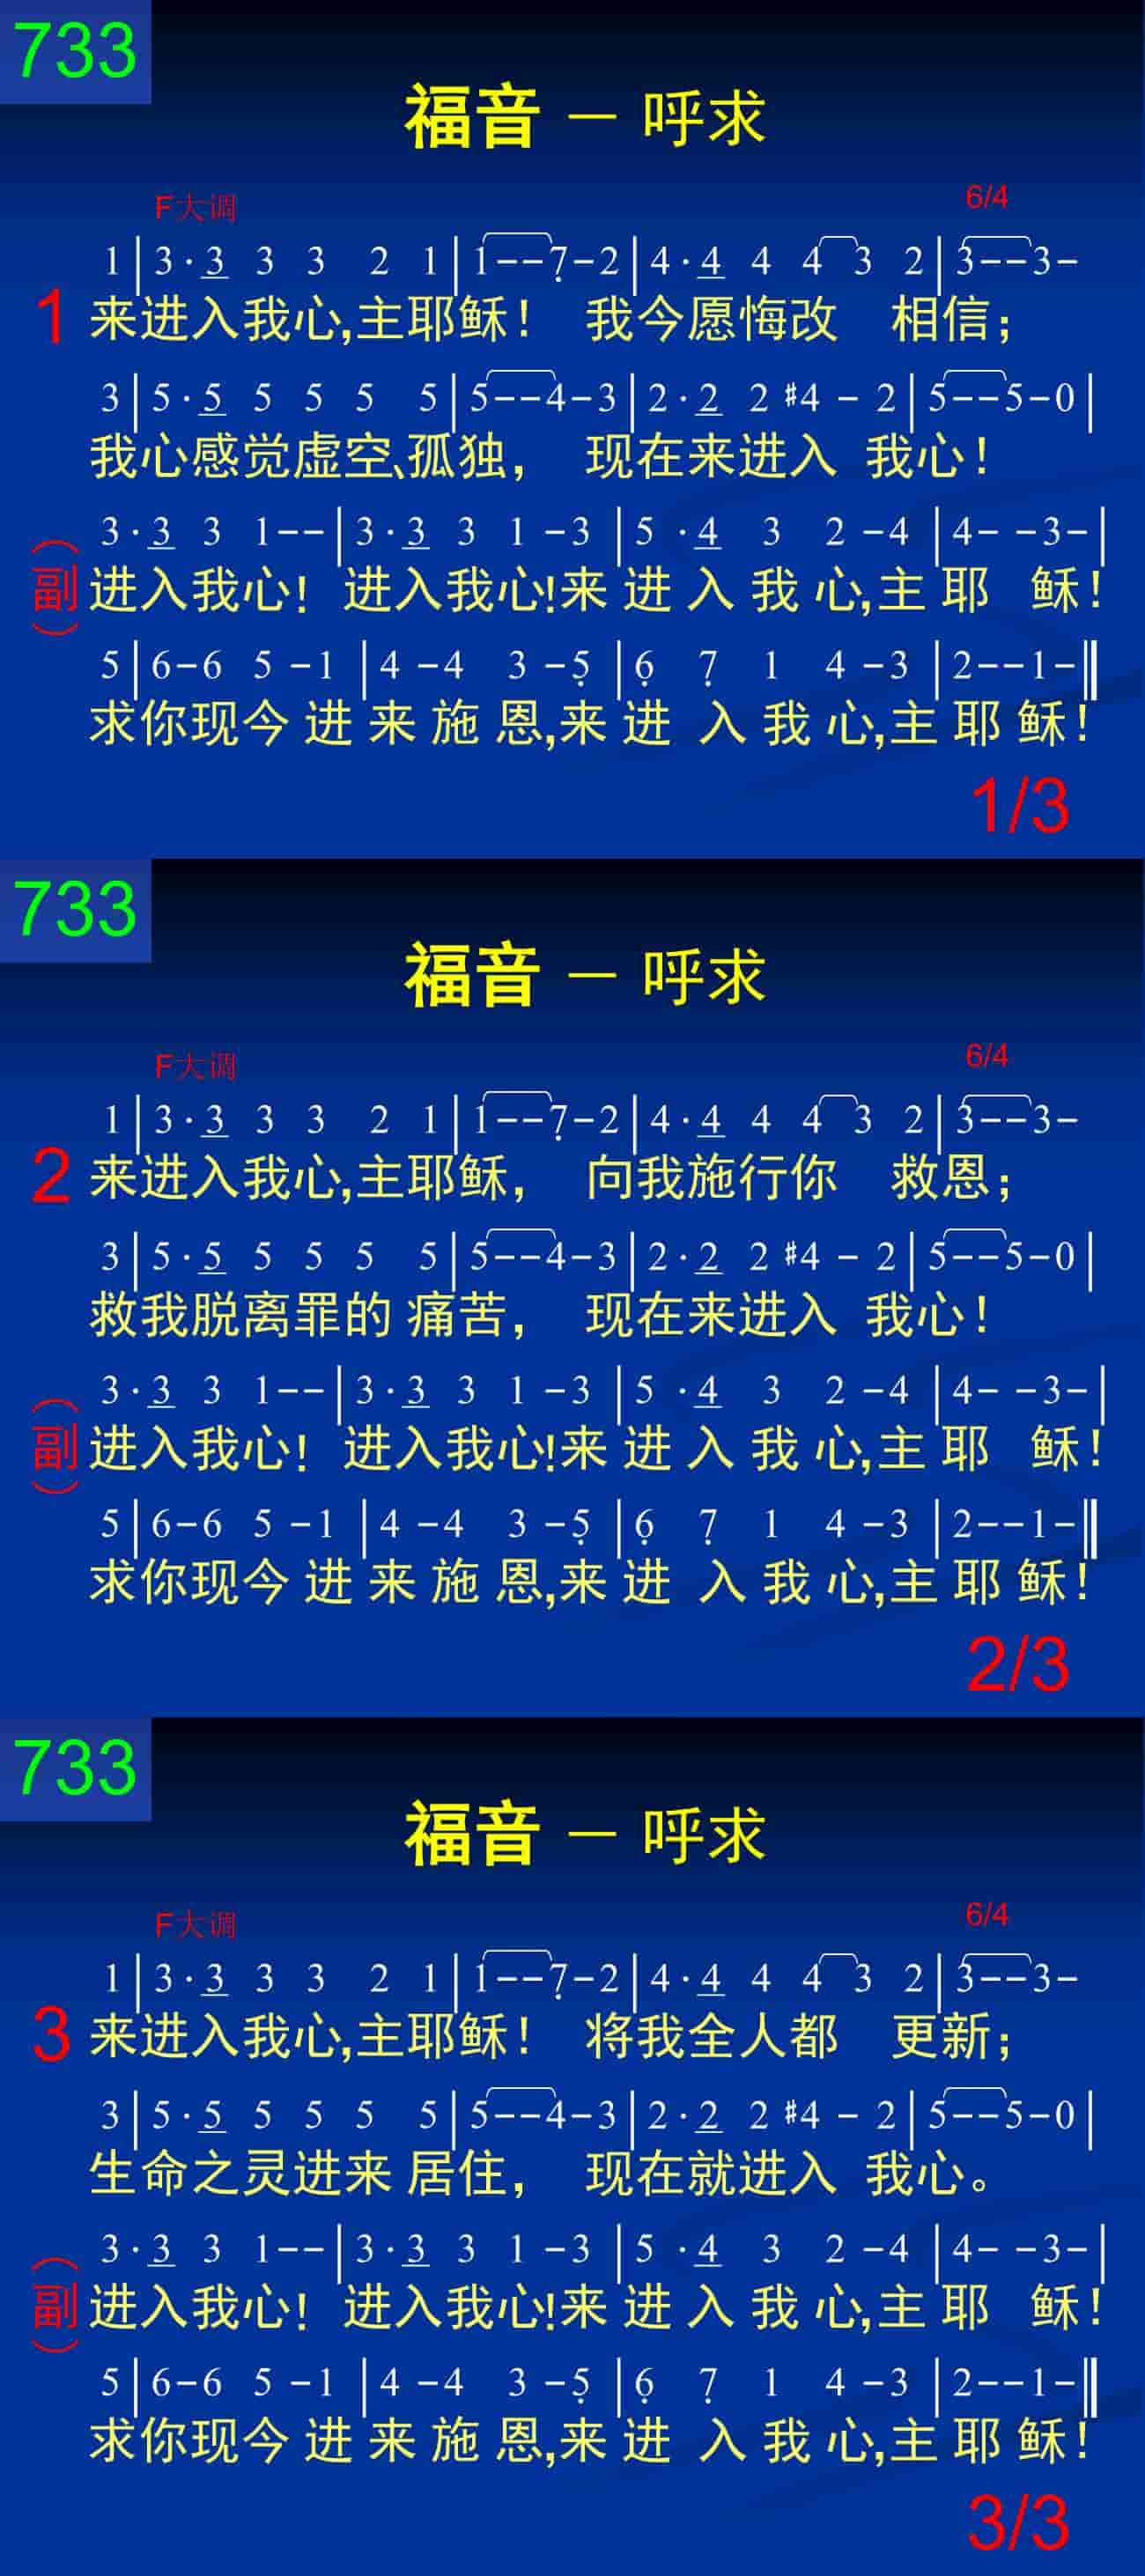 733
福音 － 呼求
F大调 6/4
1|3·3 3 3 2 1|1--7-2|4·4 4 4 3 2|3--3-
1 来进入我心,主耶稣！ 我今愿悔改 相信；
3|5·5 5 5 5 5|5--4-3|2·2 2 #4 - 2|5--5-0|
我心感觉虚空、孤独， 现在来进入 我心！
3·3 3 1--|3·3 3 1 -3|5 ·4 3 2 -4|4- -3-|
（副） 进入我心！ 进入我心!来 进 入 我 心,主 耶 稣！
5|6-6 5 -1|4 -4 3 -5|6 7 1 4 -3|2--1-‖
求你现今 进 来 施 恩,来 进 入 我 心,主 耶 稣！
1/3
733
福音 － 呼求
F大调 6/4
1|3·3 3 3 2 1|1--7-2|4·4 4 4 3 2|3--3-
2 来进入我心,主耶稣， 向我施行你 救恩；
3|5·5 5 5 5 5|5--4-3|2·2 2 #4 - 2|5--5-0|
救我脱离罪的 痛苦， 现在来进入 我心！
3·3 3 1--|3·3 3 1 -3|5 ·4 3 2 -4|4- -3-|
（副） 进入我心！ 进入我心!来 进 入 我 心,主 耶 稣！
5|6-6 5 -1|4 -4 3 -5|6 7 1 4 -3|2--1-‖
求你现今 进 来 施 恩,来 进 入 我 心,主 耶 稣！
2/3
733
福音 － 呼求
F大调 6/4
1|3·3 3 3 2 1|1--7-2|4·4 4 4 3 2|3--3-
3 来进入我心,主耶稣！ 将我全人都 更新；
3|5·5 5 5 5 5|5--4-3|2·2 2 #4 - 2|5--5-0|
生命之灵进来 居住， 现在就进入 我心。
3·3 3 1--|3·3 3 1 -3|5 ·4 3 2 -4|4- -3-|
（副） 进入我心！ 进入我心!来 进 入 我 心,主 耶 稣！
5|6-6 5 -1|4 -4 3 -5|6 7 1 4 -3|2--1-‖
求你现今 进 来 施 恩,来 进 入 我 心,主 耶 稣！
3/3